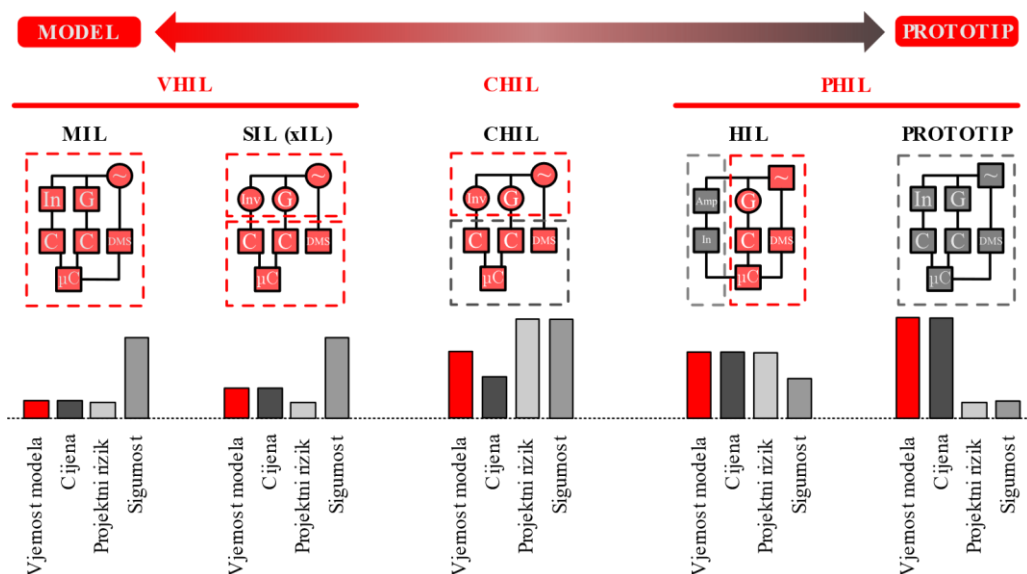 MODEL
PROTOTIP
VHIL
CHIL
PHIL
MIL
SIL (xIL)
CHIL
HIL
PROTOTIP
~
In G
C C DMS
µC
~
Inv G
C C DMS
µC
~
Inv G
C C DMS
µC
~
Amp G
In C DMS
µC
~
In G
C C DMS
µC
Vjernost modela
Cijena
Projektni rizik
Sigurnost
Vjernost modela
Cijena
Projektni rizik
Sigurnost
Vjernost modela
Cijena
Projektni rizik
Sigurnost
Vjernost modela
Cijena
Projektni rizik
Sigurnost
Vjernost modela
Cijena
Projektni rizik
Sigurnost